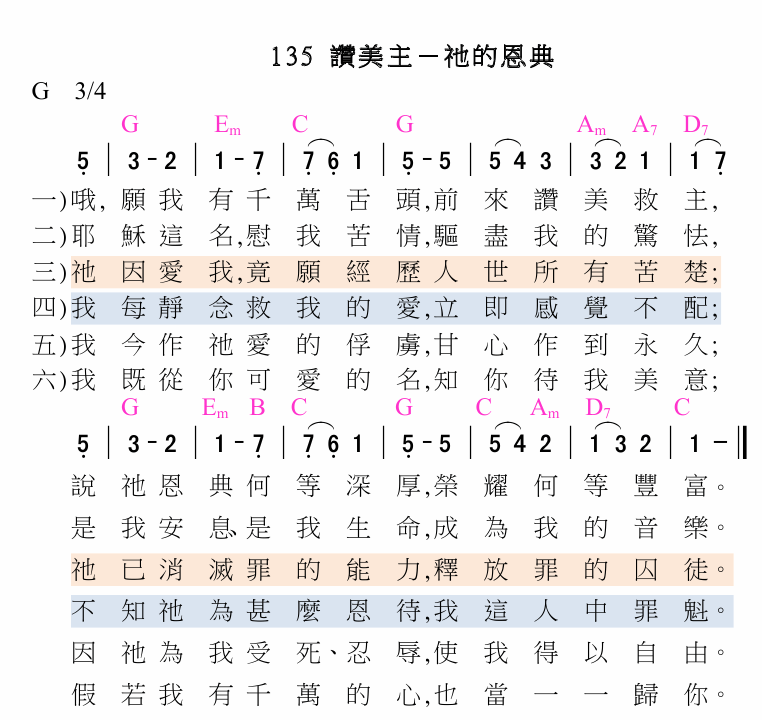 135 讚美主－祂的恩典
G 3/4
G Em C G Am A7 D7
5 | 3 - 2 | 1 - 7 | 7 6 1 | 5 - 5 | 5 4 3 | 3 2 1 | 1 7
一)哦,願我有千萬舌頭,前來讚美救主,
二)耶穌這名,慰我苦情,驅盡我的驚怯,
三)祂因愛我,竟願經歷人世所有苦楚;
四)我每靜念救我的愛,立即感覺不配;
五)我今作祂愛的俘虜,甘心作到永久;
六)我既從你可愛的名,知你待我美意;
G Em B C G C Am D7 C
5 | 3 - 2 | 1 - 7 | 7 6 1 | 5 - 5 | 5 4 2 | 1 3 2 | 1 – ||
說祂恩典何等深厚,榮耀何等豐富。
是我安息、是我生命,成為我的音樂。
祂已消滅罪的能力,釋放罪的囚徒。
不知祂為甚麼恩待,我這人中罪魁。
因祂為我受死、忍辱,使我得以自由。
假若我有千萬的心,也當一一歸你。